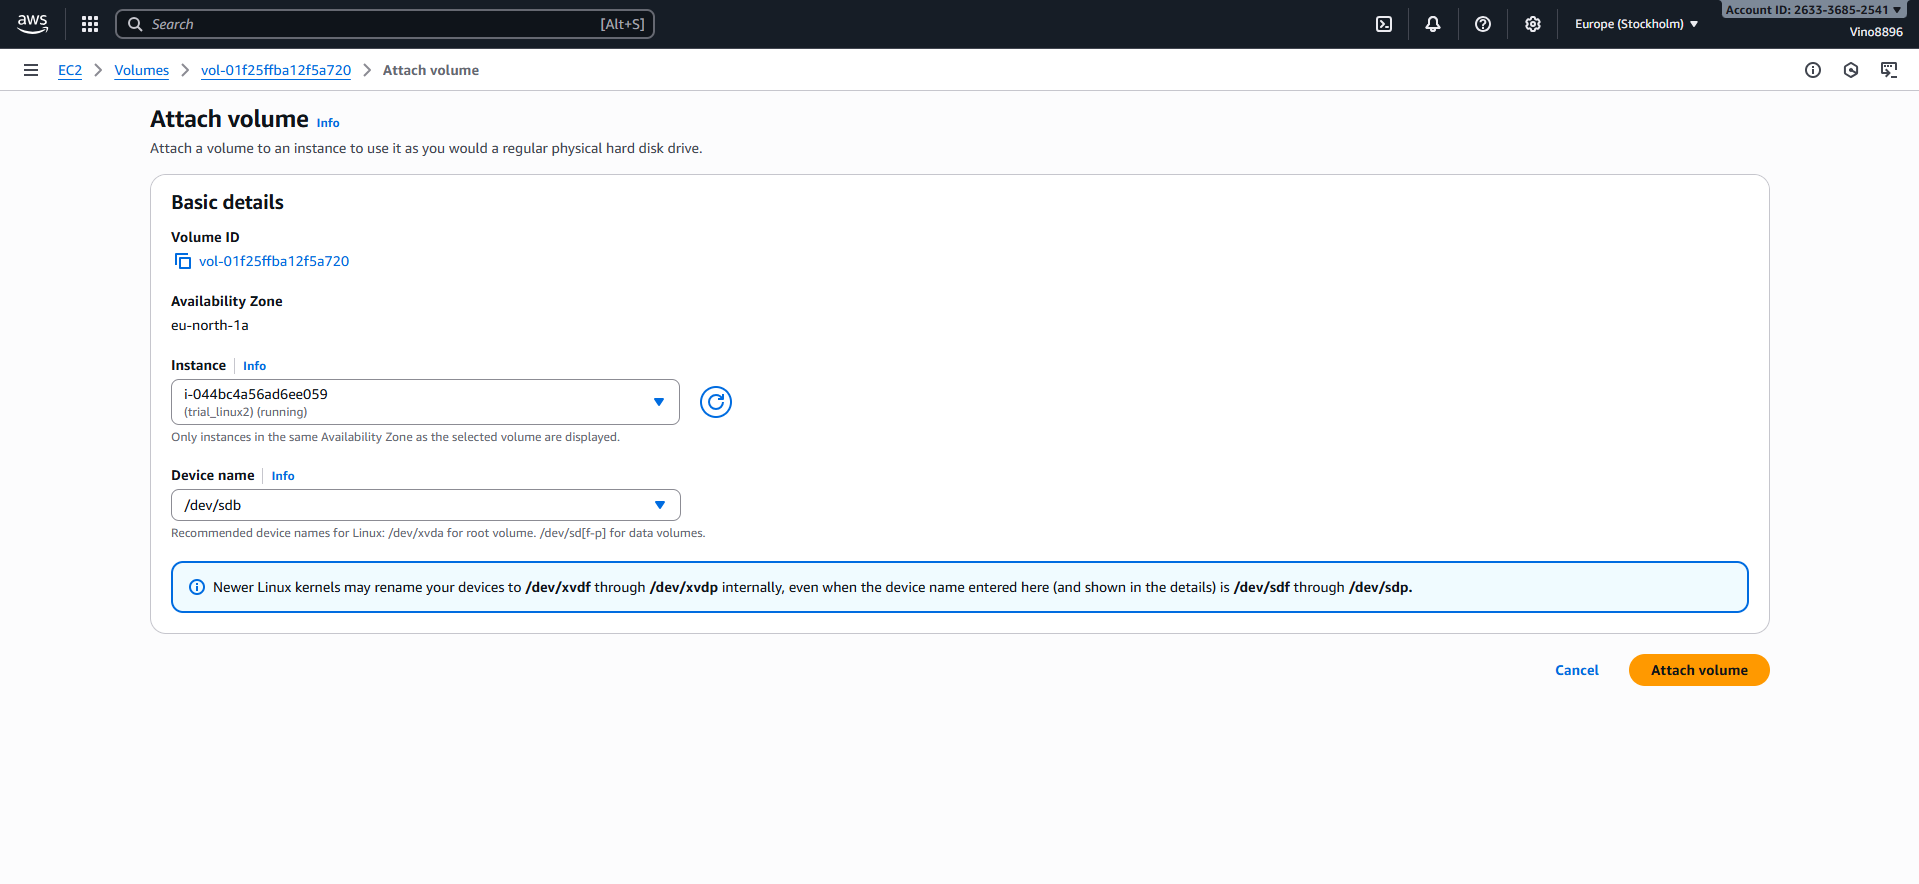 aws
Search [Alt+S]
Europe (Stockholm)
Account ID: 2633-3685-2541
Vino8896
EC2 Volumes vol-01f25ffba12f5a720 Attach volume
Attach volume Info
Attach a volume to an instance to use it as you would a regular physical hard disk drive.
Basic details
Volume ID
vol-01f25ffba12f5a720
Availability Zone
eu-north-1a
Instance Info
i-044bc4a56ad6ee059
(trial_linux2) (running)
Only instances in the same Availability Zone as the selected volume are displayed.
Device name Info
/dev/sdb
Recommended device names for Linux: /dev/xvda for root volume. /dev/sd[f-p] for data volumes.
Newer Linux kernels may rename your devices to /dev/xvdf through /dev/xvdp internally, even when the device name entered here (and shown in the details) is /dev/sdf through /dev/sdp.
Cancel Attach volume